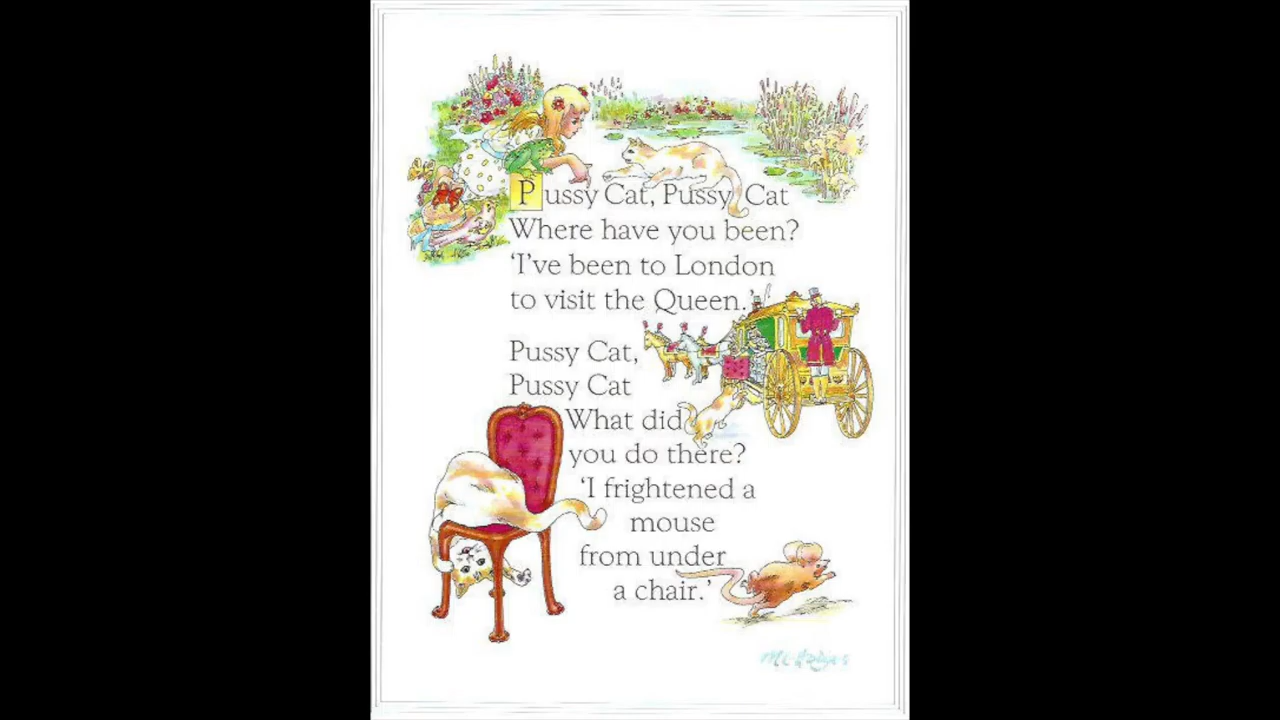 Pussy Cat, Pussy Cat
Where have you been?
‘I’ve been to London
to visit the Queen.’
Pussy Cat,
Pussy Cat
What did
you do there?
‘I frightened a
mouse
from under
a chair.’